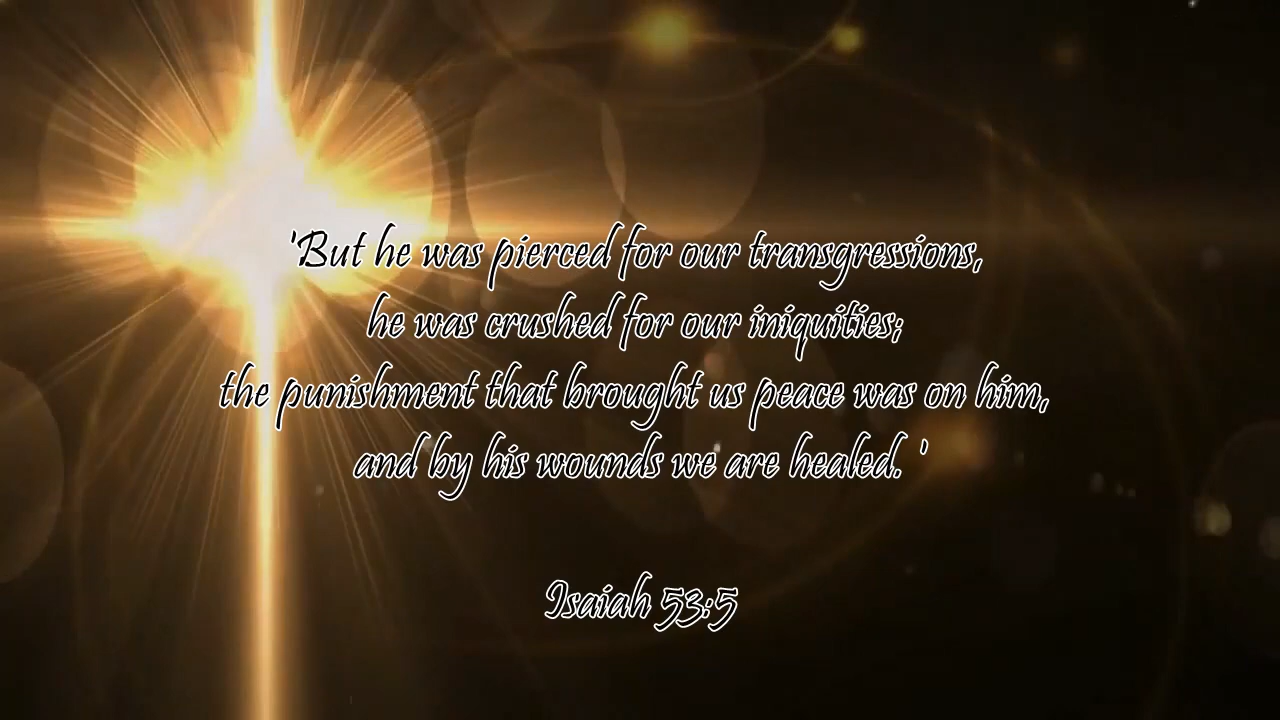 'But he was pierced for our transgressions,
he was crushed for our iniquities;
the punishment that brought us peace was on him,
and by his wounds we are healed. '
Isaiah 53:5